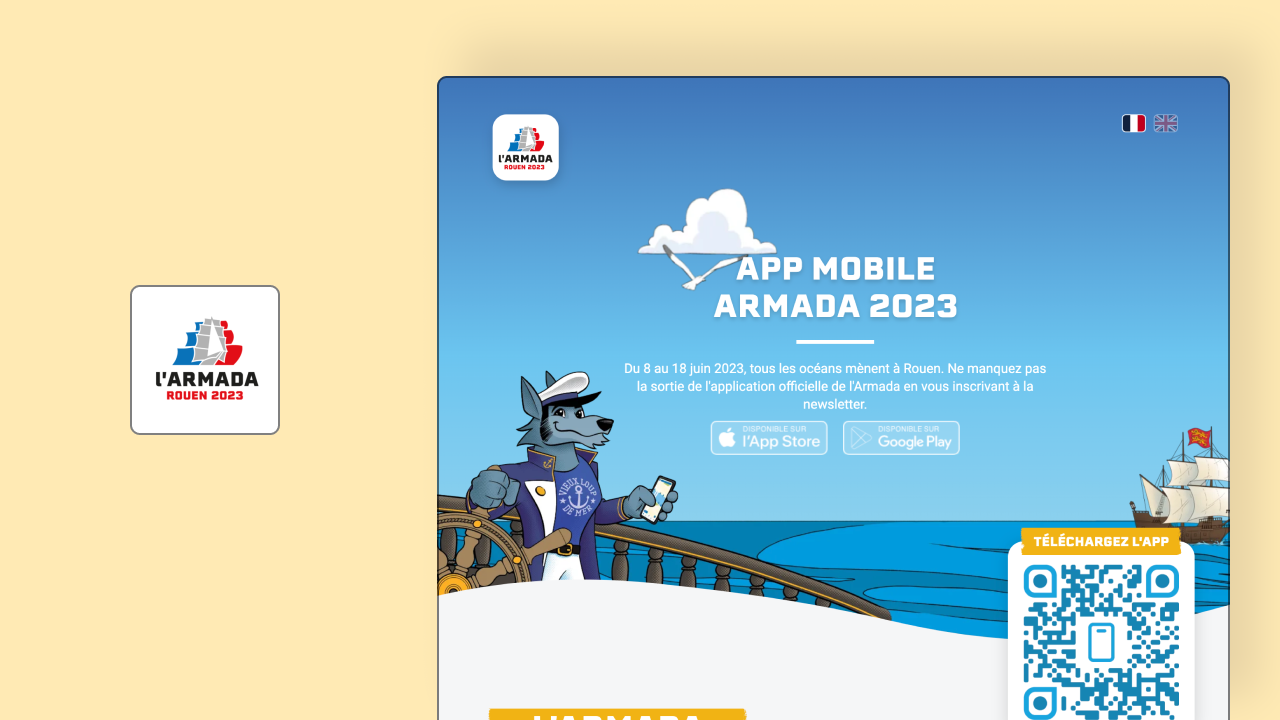 l'ARMADA
ROUEN 2023
l'ARMADA
ROUEN 2023
APP MOBILE
ARMADA 2023
Du 8 au 18 juin 2023, tous les océans mènent à Rouen. Ne manquez pas
la sortie de l'application officielle de l'Armada en vous inscrivant à la
newsletter.
DISPONIBLE SUR
l'App Store
DISPONIBLE SUR
Google Play
VIEUX LOUP
DE MER
TÉLÉCHARGEZ L'APP
L'ARMADA